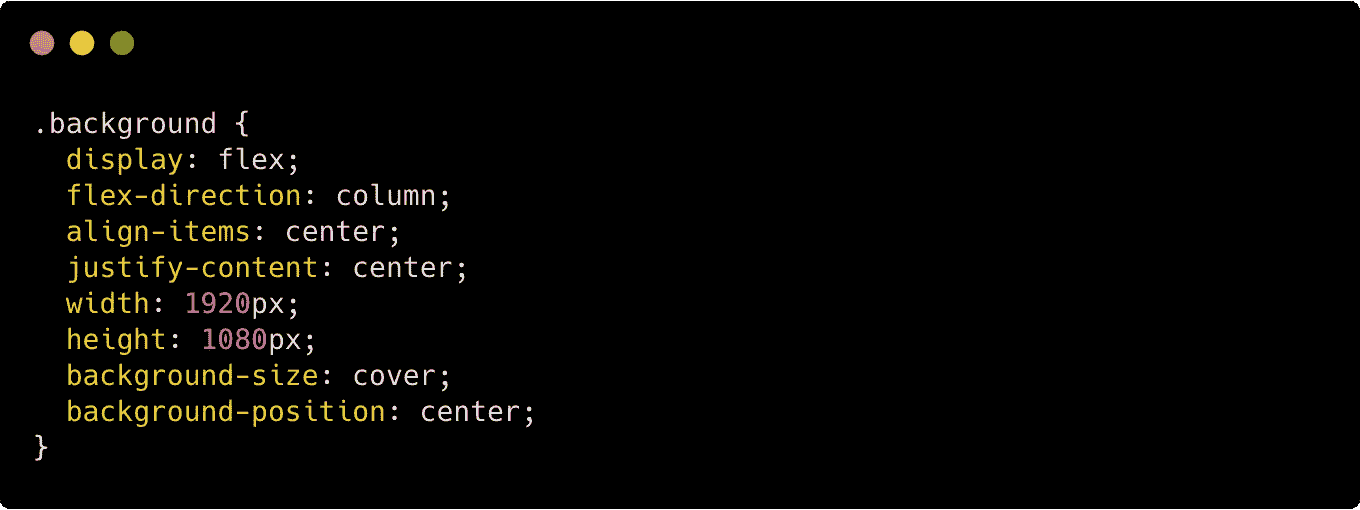 .background {
  display: flex;
  flex-direction: column;
  align-items: center;
  justify-content: center;
  width: 1920px;
  height: 1080px;
  background-size: cover;
  background-position: center;
}